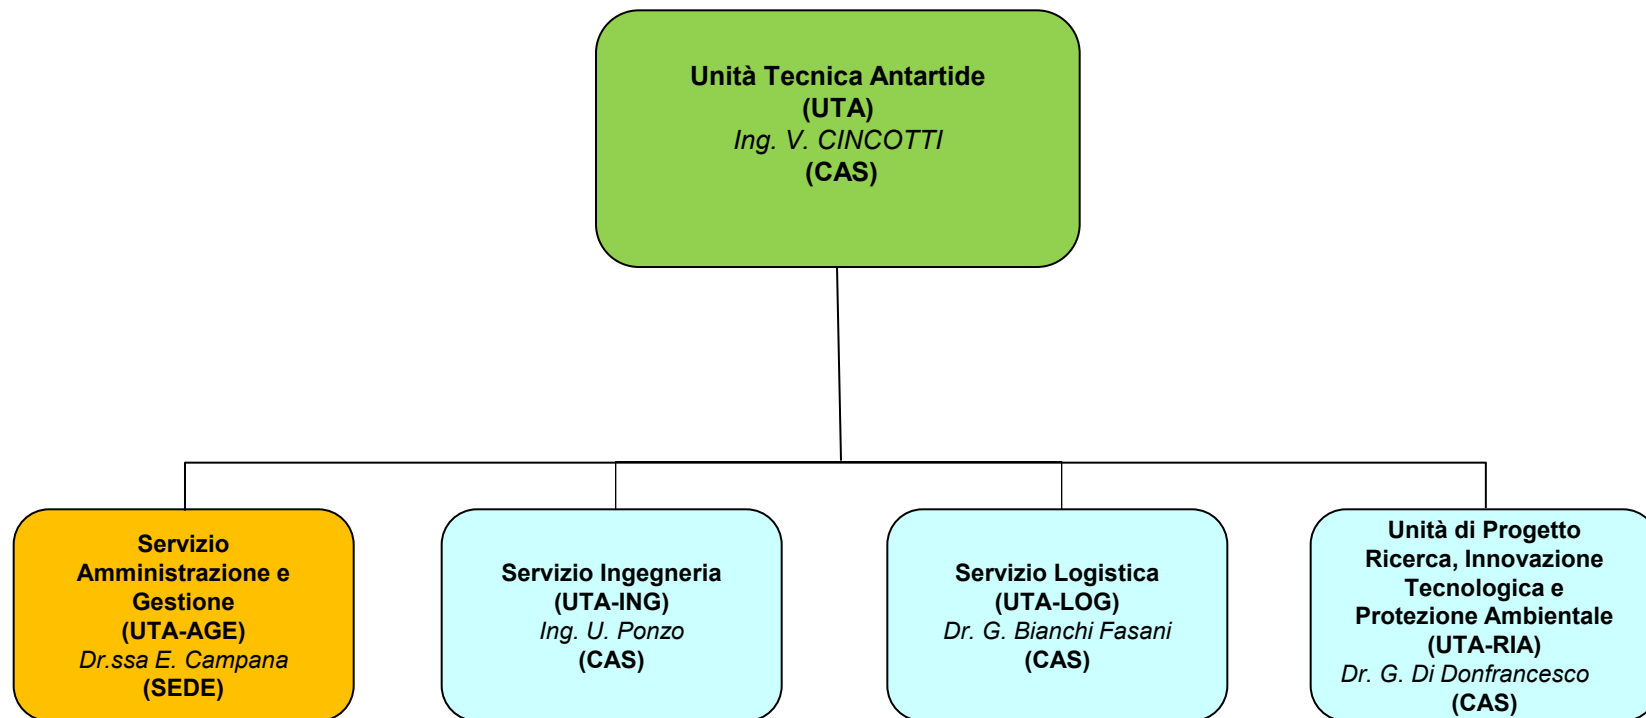 Unità Tecnica Antartide
(UTA)
Ing. V. CINCOTTI
(CAS)
Servizio
Amministrazione e
Gestione
(UTA-AGE)
Dr.ssa E. Campana
(SEDE)
Servizio Ingegneria
(UTA-ING)
Ing. U. Ponzo
(CAS)
Servizio Logistica
(UTA-LOG)
Dr. G. Bianchi Fasani
(CAS)
Unità di Progetto
Ricerca, Innovazione
Tecnologica e
Protezione Ambientale
(UTA-RIA)
Dr. G. Di Donfrancesco
(CAS)